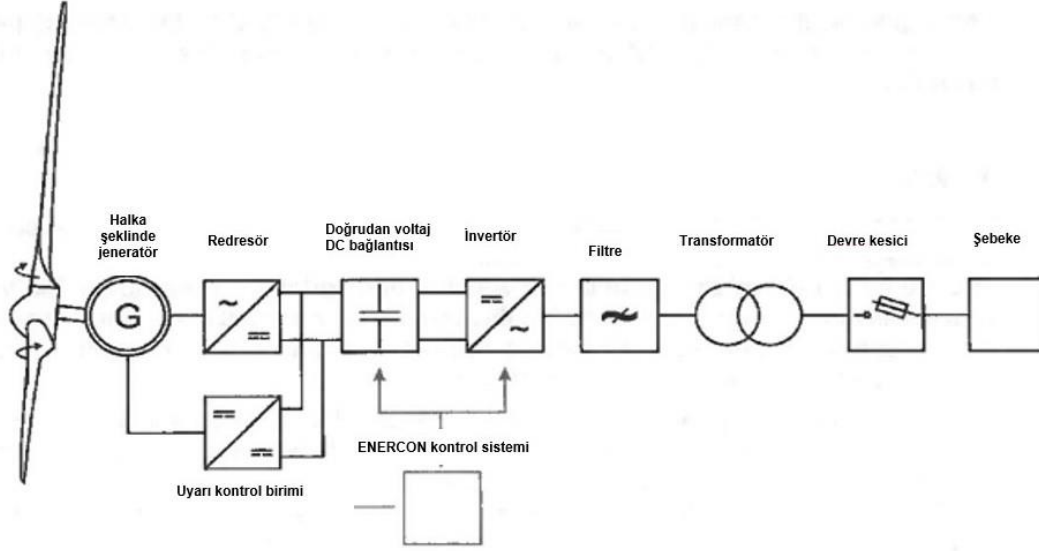 Halka
şeklinde
jeneratör
Redresör
Doğrudan voltaj
DC bağlantısı
İnvertör
Filtre
Transformatör
Devre kesici
Şebeke
G
Uyarı kontrol birimi
ENERCON kontrol sistemi